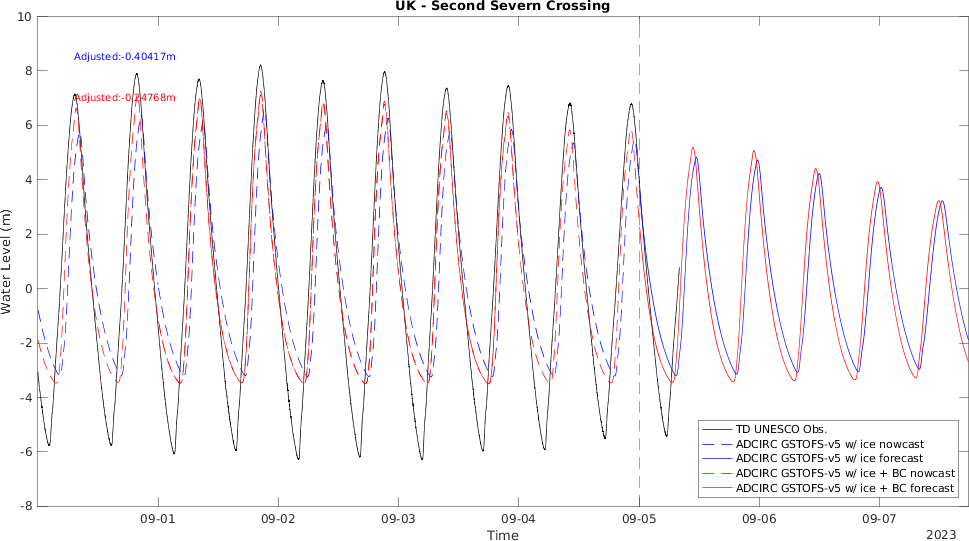 UK - Second Severn Crossing
10
8
6
4
2
0
-2
-4
-6
-8
Water Level (m)
Adjusted:-0.40417m
Adjusted:-0.24768m
TD UNESCO Obs.
ADCIRC GSTOFS-v5 w/ ice nowcast
ADCIRC GSTOFS-v5 w/ ice forecast
ADCIRC GSTOFS-v5 w/ ice + BC nowcast
ADCIRC GSTOFS-v5 w/ ice + BC forecast
09-01 09-02 09-03 09-04 09-05 09-06 09-07
Time
2023